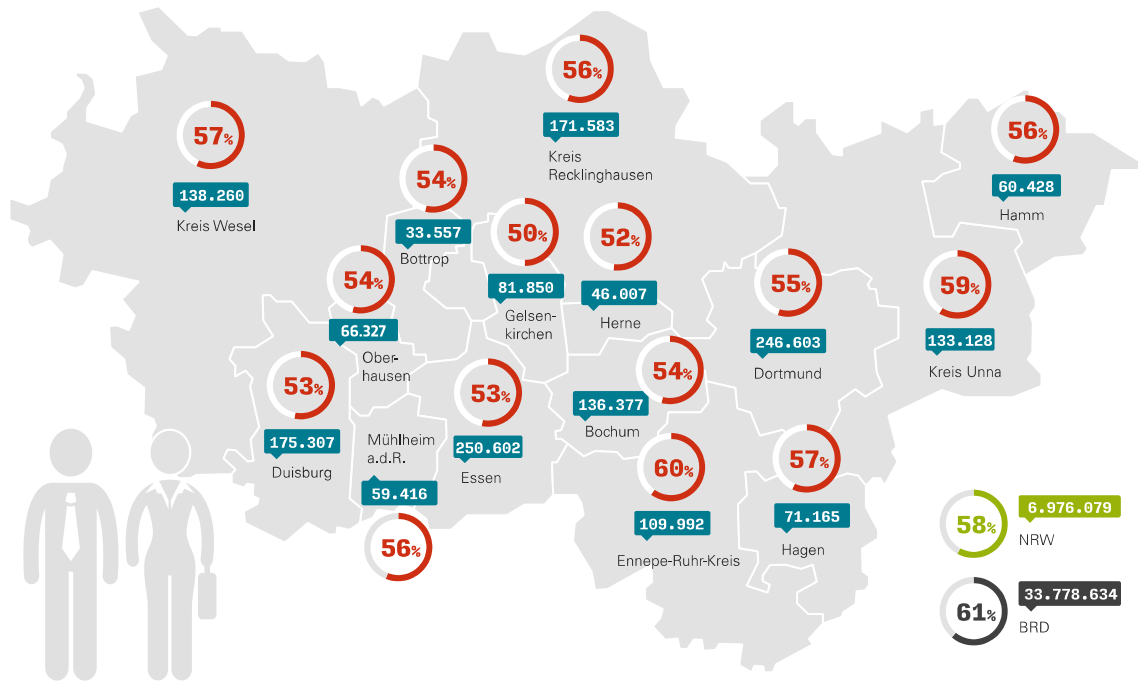 56%
171.583
Kreis
Recklinghausen
57%
138.260
Kreis Wesel
56%
60.428
Hamm
54%
33.557
Bottrop
50%
81.850
Gelsen-
kirchen
52%
46.007
Herne
54%
66.327
Ober-
hausen
55%
246.603
Dortmund
59%
133.128
Kreis Unna
53%
175.307
Duisburg
Mühlheim
a.d.R.
59.416
56%
53%
250.602
Essen
54%
136.377
Bochum
60%
109.992
Ennepe-Ruhr-Kreis
57%
71.165
Hagen
58%
6.976.079
NRW
61%
33.778.634
BRD